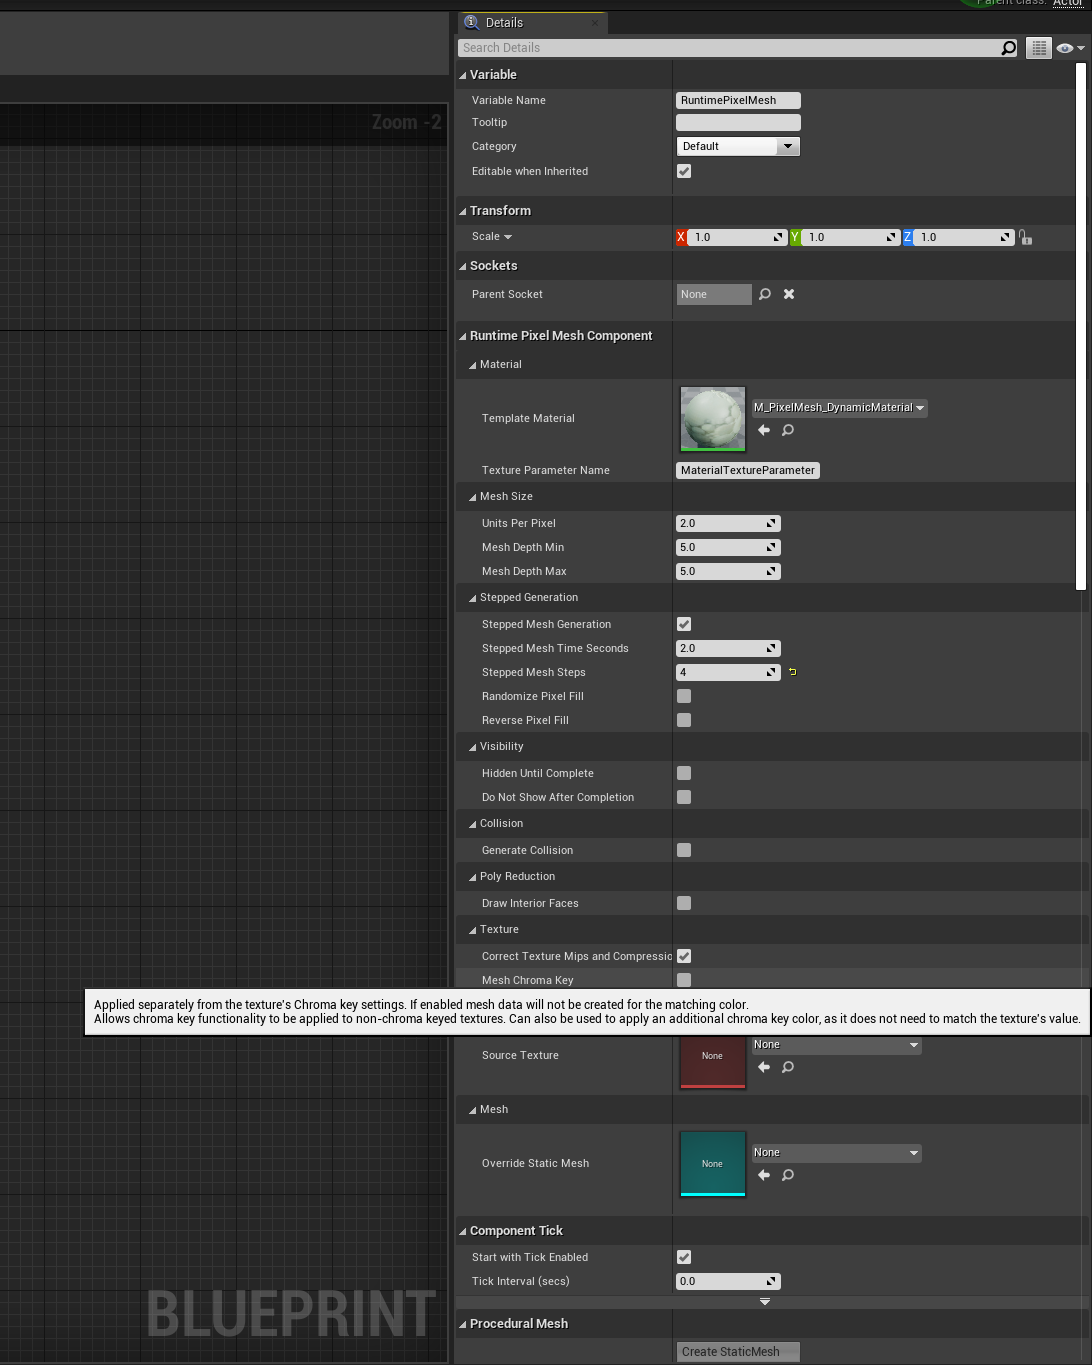 Parent class: Actor
Details
Search Details
Variable
Zoom -2
Variable Name RuntimePixelMesh
Tooltip
Category Default
Editable when Inherited
Transform
Scale X 1.0 Y 1.0 Z 1.0
Sockets
Parent Socket None
Runtime Pixel Mesh Component
Material
Template Material M_PixelMesh_DynamicMaterial
Texture Parameter Name MaterialTextureParameter
Mesh Size
Units Per Pixel 2.0
Mesh Depth Min 5.0
Mesh Depth Max 5.0
Stepped Generation
Stepped Mesh Generation
Stepped Mesh Time Seconds 2.0
Stepped Mesh Steps 4
Randomize Pixel Fill
Reverse Pixel Fill
Visibility
Hidden Until Complete
Do Not Show After Completion
Collision
Generate Collision
Poly Reduction
Draw Interior Faces
Texture
Correct Texture Mips and Compressio
Mesh Chroma Key
Applied separately from the texture's Chroma key settings. If enabled mesh data will not be created for the matching color.
Allows chroma key functionality to be applied to non-chroma keyed textures. Can also be used to apply an additional chroma key color, as it does not need to match the texture's value.
Source Texture None None
Mesh
Override Static Mesh None None
Component Tick
Start with Tick Enabled
Tick Interval (secs) 0.0
BLUEPRINT
Procedural Mesh
Create StaticMesh